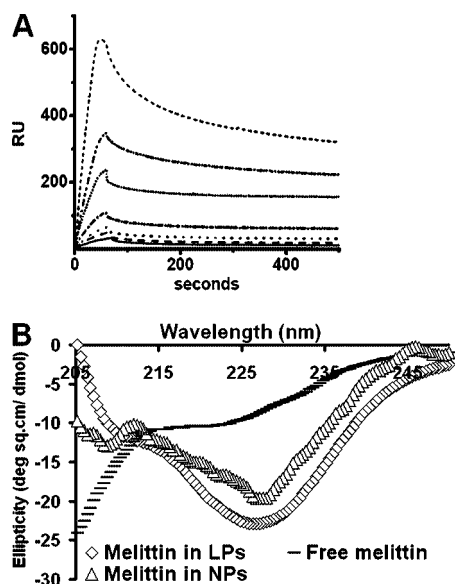 A
600
400
200
RU
0
200
400
seconds
B
Wavelength (nm)
0
205
215
225
235
245
-5
-10
-15
-20
-25
-30
Ellipticity (deg sq.cm/ dmol)
◇ Melittin in LPs
— Free melittin
△ Melittin in NPs